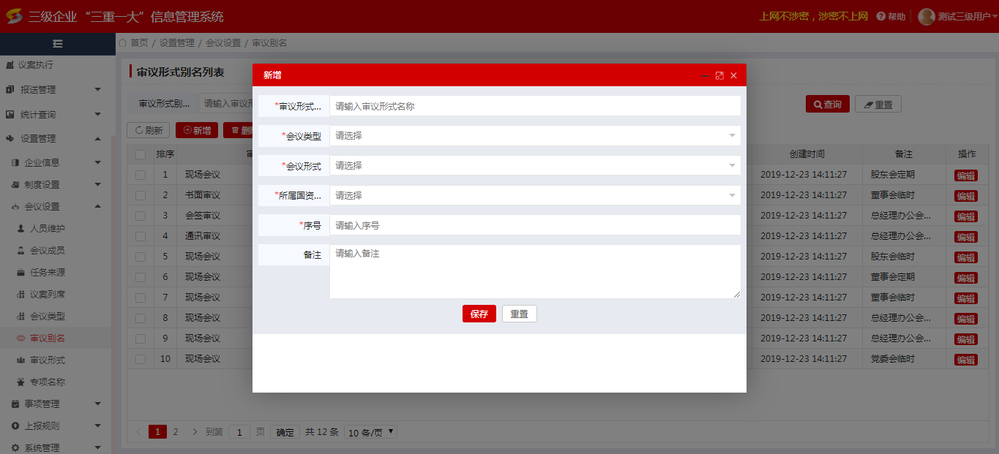 三级企业 “三重一大” 信息管理系统
上网不涉密，涉密不上网
帮助
测试三级用户
首页 / 设置管理 / 会议设置 / 审议别名
议案执行
报送管理
统计查询
设置管理
企业信息
制度设置
会议设置
人员维护
会议成员
任务来源
议案列席
会议类型
审议别名
审议形式
专项名称
事项管理
上报规则
系统管理
审议形式别名列表
审议形式别...
请输入审议形
查询
重置
刷新
新增
删
排序
创建时间
备注
操作
1 现场会议 2019-12-23 14:11:27 股东会定期 编辑
2 书面审议 2019-12-23 14:11:27 董事会临时 编辑
3 会签审议 2019-12-23 14:11:27 总经理办公会... 编辑
4 通讯审议 2019-12-23 14:11:27 总经理办公会... 编辑
5 现场会议 2019-12-23 14:11:27 股东会临时 编辑
6 现场会议 2019-12-23 14:11:27 董事会定期 编辑
7 现场会议 2019-12-23 14:11:27 董事会临时 编辑
8 现场会议 2019-12-23 14:11:27 总经理办公会... 编辑
9 现场会议 2019-12-23 14:11:27 总经理办公会... 编辑
10 现场会议 2019-12-23 14:11:27 党委会临时 编辑
1 2 到第 1 页 确定 共 12 条 10 条/页
新增
*审议形式... 请输入审议形式名称
*会议类型 请选择
*会议形式 请选择
*所属国资... 请选择
*序号 请输入序号
备注 请输入备注
保存 重置